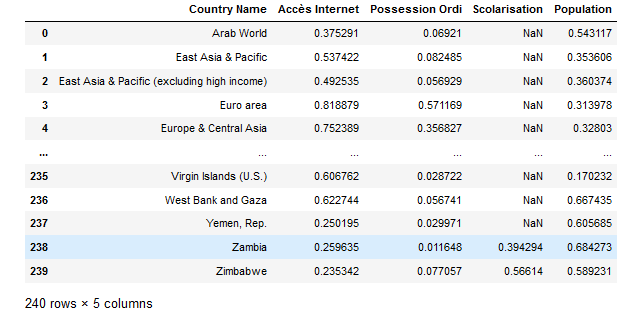 Country Name Accès Internet Possession Ordi Scolarisation Population
0 Arab World 0.375291 0.06921 NaN 0.543117
1 East Asia & Pacific 0.537422 0.082485 NaN 0.353606
2 East Asia & Pacific (excluding high income) 0.492535 0.056929 NaN 0.360374
3 Euro area 0.818879 0.571169 NaN 0.313978
4 Europe & Central Asia 0.752389 0.356827 NaN 0.32803
... ... ... ... ... ...
235 Virgin Islands (U.S.) 0.606762 0.028722 NaN 0.170232
236 West Bank and Gaza 0.622744 0.056741 NaN 0.667435
237 Yemen, Rep. 0.250195 0.029971 NaN 0.605685
238 Zambia 0.259635 0.011648 0.394294 0.684273
239 Zimbabwe 0.235342 0.077057 0.56614 0.589231
240 rows × 5 columns